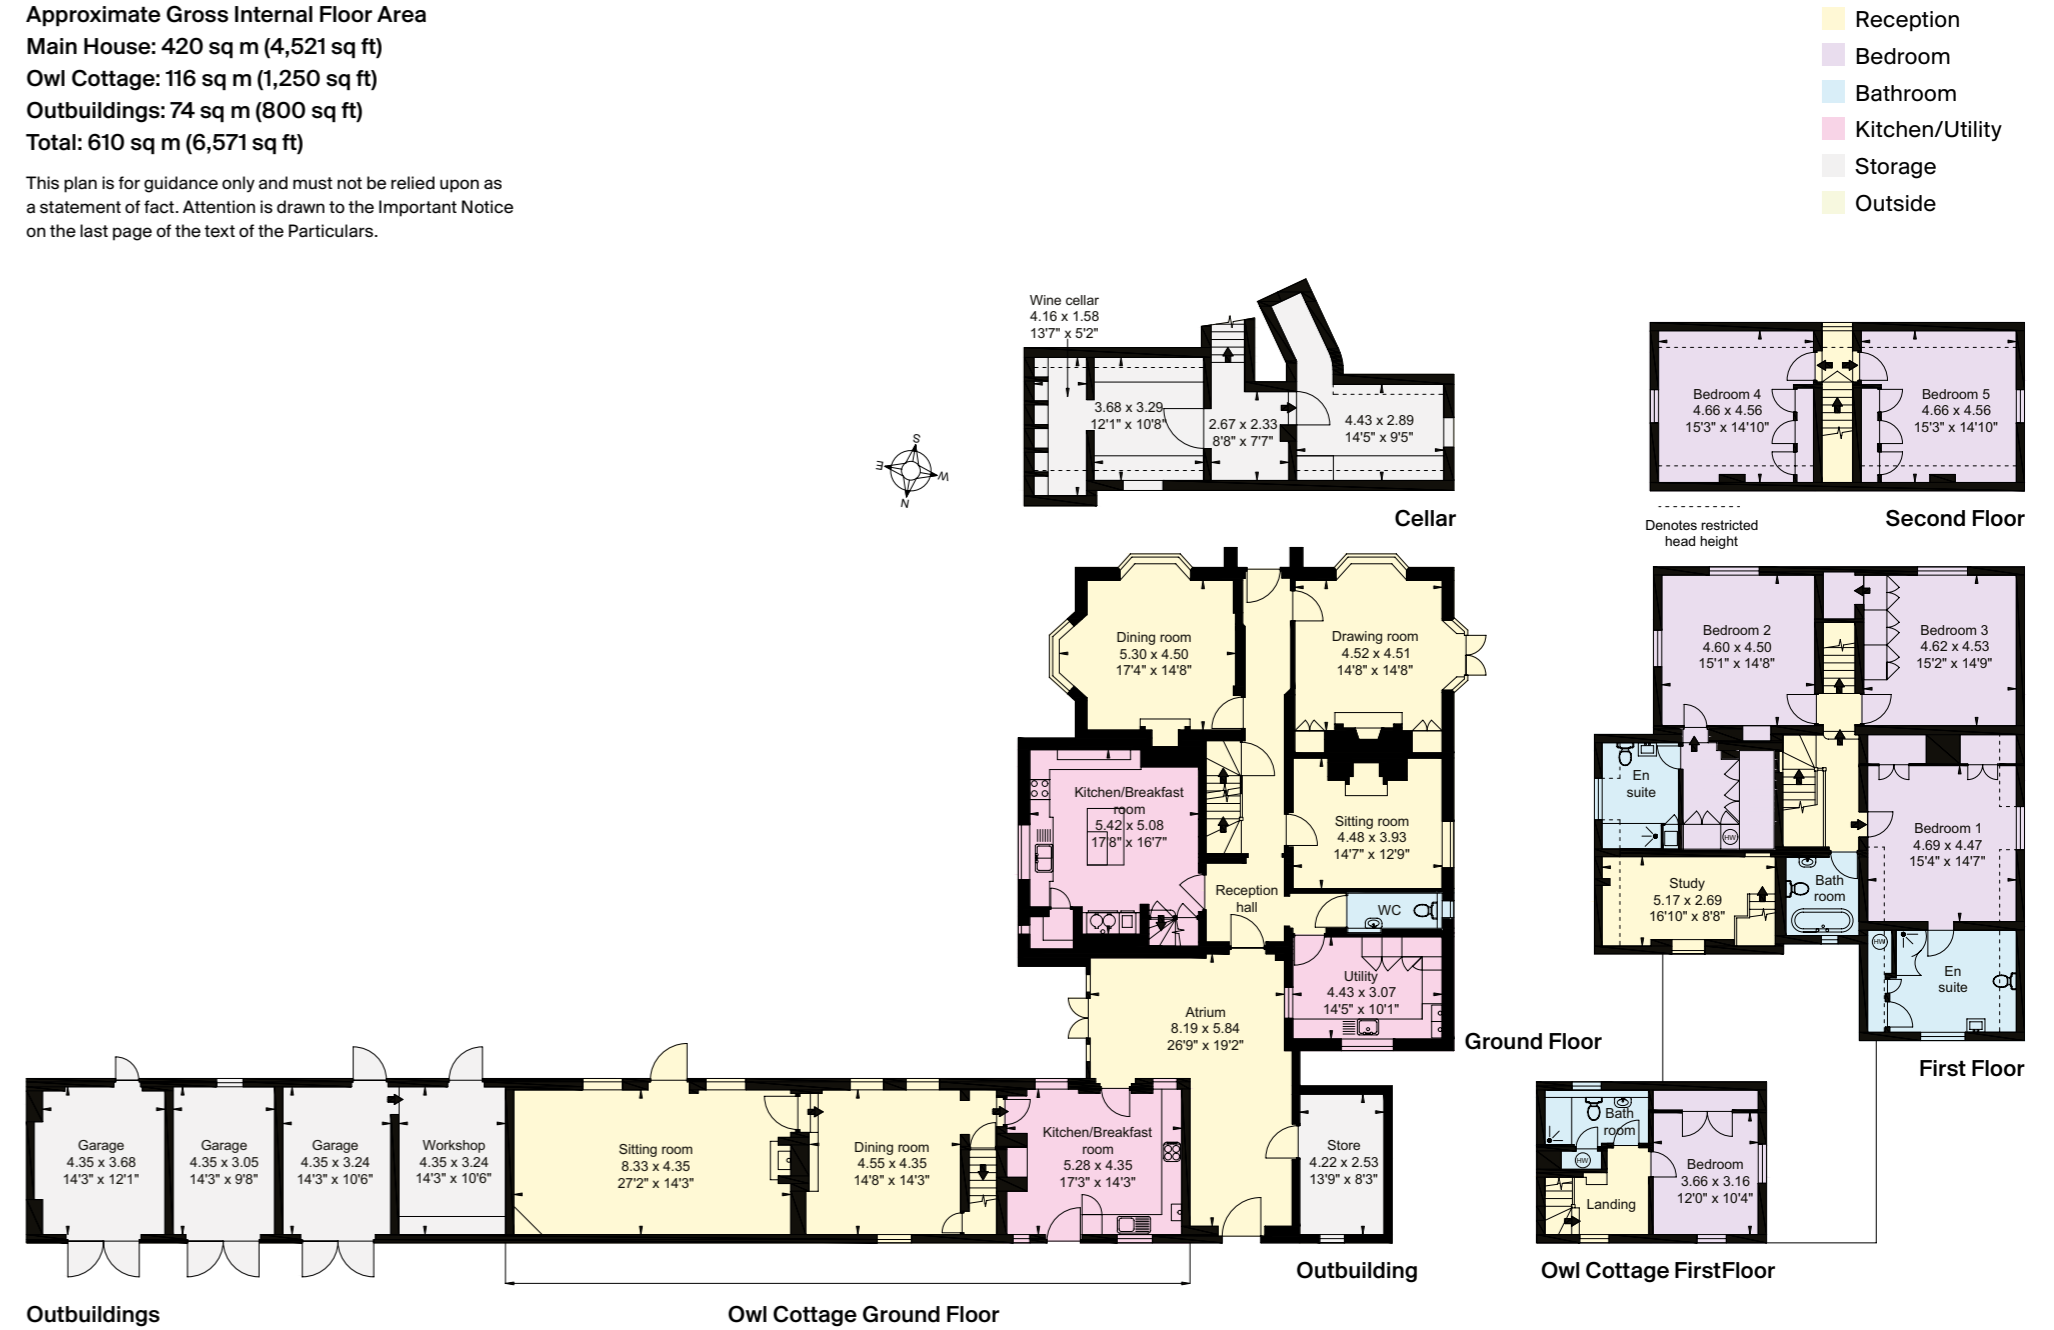 Approximate Gross Internal Floor Area
Main House: 420 sq m (4,521 sq ft)
Owl Cottage: 116 sq m (1,250 sq ft)
Outbuildings: 74 sq m (800 sq ft)
Total: 610 sq m (6,571 sq ft)
This plan is for guidance only and must not be relied upon as
a statement of fact. Attention is drawn to the Important Notice
on the last page of the text of the Particulars.
Reception
Bedroom
Bathroom
Kitchen/Utility
Storage
Outside
Wine cellar
4.16 x 1.58
13'7" x 5'2"
3.68 x 3.29
12'1" x 10'8"
2.67 x 2.33
8'8" x 7'7"
4.43 x 2.89
14'5" x 9'5"
Cellar
S
E
W
N
Bedroom 4
4.66 x 4.56
15'3" x 14'10"
Bedroom 5
4.66 x 4.56
15'3" x 14'10"
Denotes restricted
head height
Second Floor
Dining room
5.30 x 4.50
17'4" x 14'8"
Drawing room
4.52 x 4.51
14'8" x 14'8"
Kitchen/Breakfast
room
5.42 x 5.08
17'8" x 16'7"
Sitting room
4.48 x 3.93
14'7" x 12'9"
Reception
hall
WC
Utility
4.43 x 3.07
14'5" x 10'1"
Atrium
8.19 x 5.84
26'9" x 19'2"
Ground Floor
Bedroom 2
4.60 x 4.50
15'1" x 14'8"
Bedroom 3
4.62 x 4.53
15'2" x 14'9"
En
suite
HW
Bedroom 1
4.69 x 4.47
15'4" x 14'7"
Study
5.17 x 2.69
16'10" x 8'8"
Bath
room
HW
En
suite
First Floor
Garage
4.35 x 3.68
14'3" x 12'1"
Garage
4.35 x 3.05
14'3" x 9'8"
Garage
4.35 x 3.24
14'3" x 10'6"
Workshop
4.35 x 3.24
14'3" x 10'6"
Sitting room
8.33 x 4.35
27'2" x 14'3"
Dining room
4.55 x 4.35
14'8" x 14'3"
Kitchen/Breakfast
room
5.28 x 4.35
17'3" x 14'3"
Store
4.22 x 2.53
13'9" x 8'3"
Outbuilding
Bath
room
HW
Bedroom
3.66 x 3.16
12'0" x 10'4"
Landing
Owl Cottage FirstFloor
Outbuildings
Owl Cottage Ground Floor